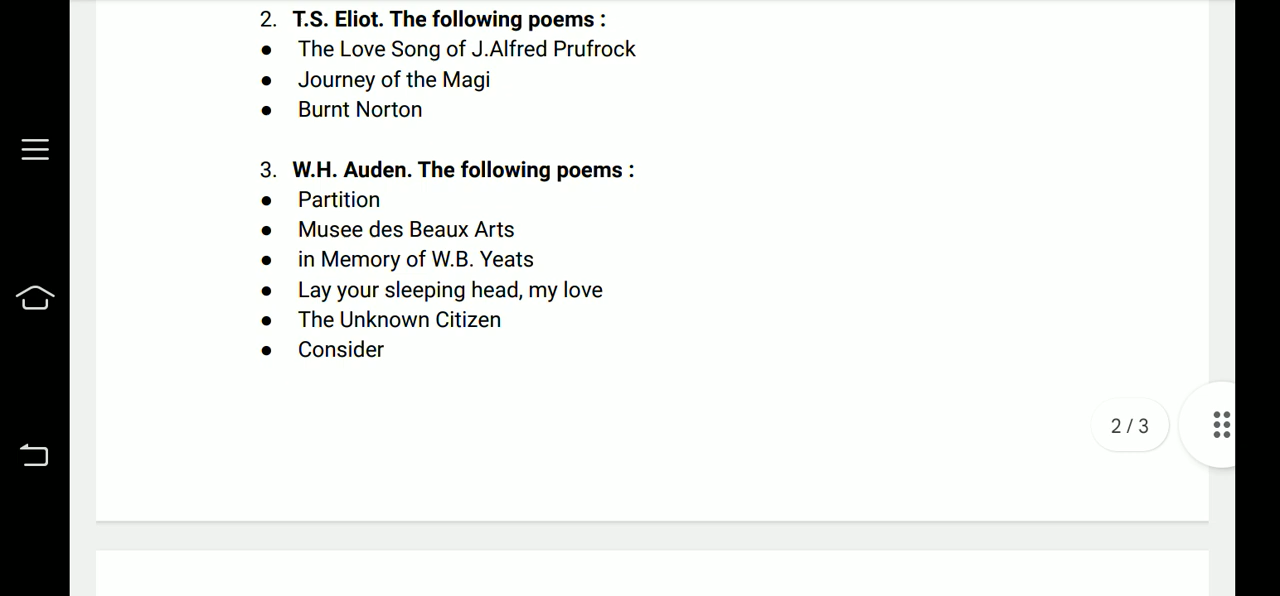 2. T.S. Eliot. The following poems :
● The Love Song of J.Alfred Prufrock
● Journey of the Magi
● Burnt Norton
3. W.H. Auden. The following poems :
● Partition
● Musee des Beaux Arts
● in Memory of W.B. Yeats
● Lay your sleeping head, my love
● The Unknown Citizen
● Consider
2 / 3